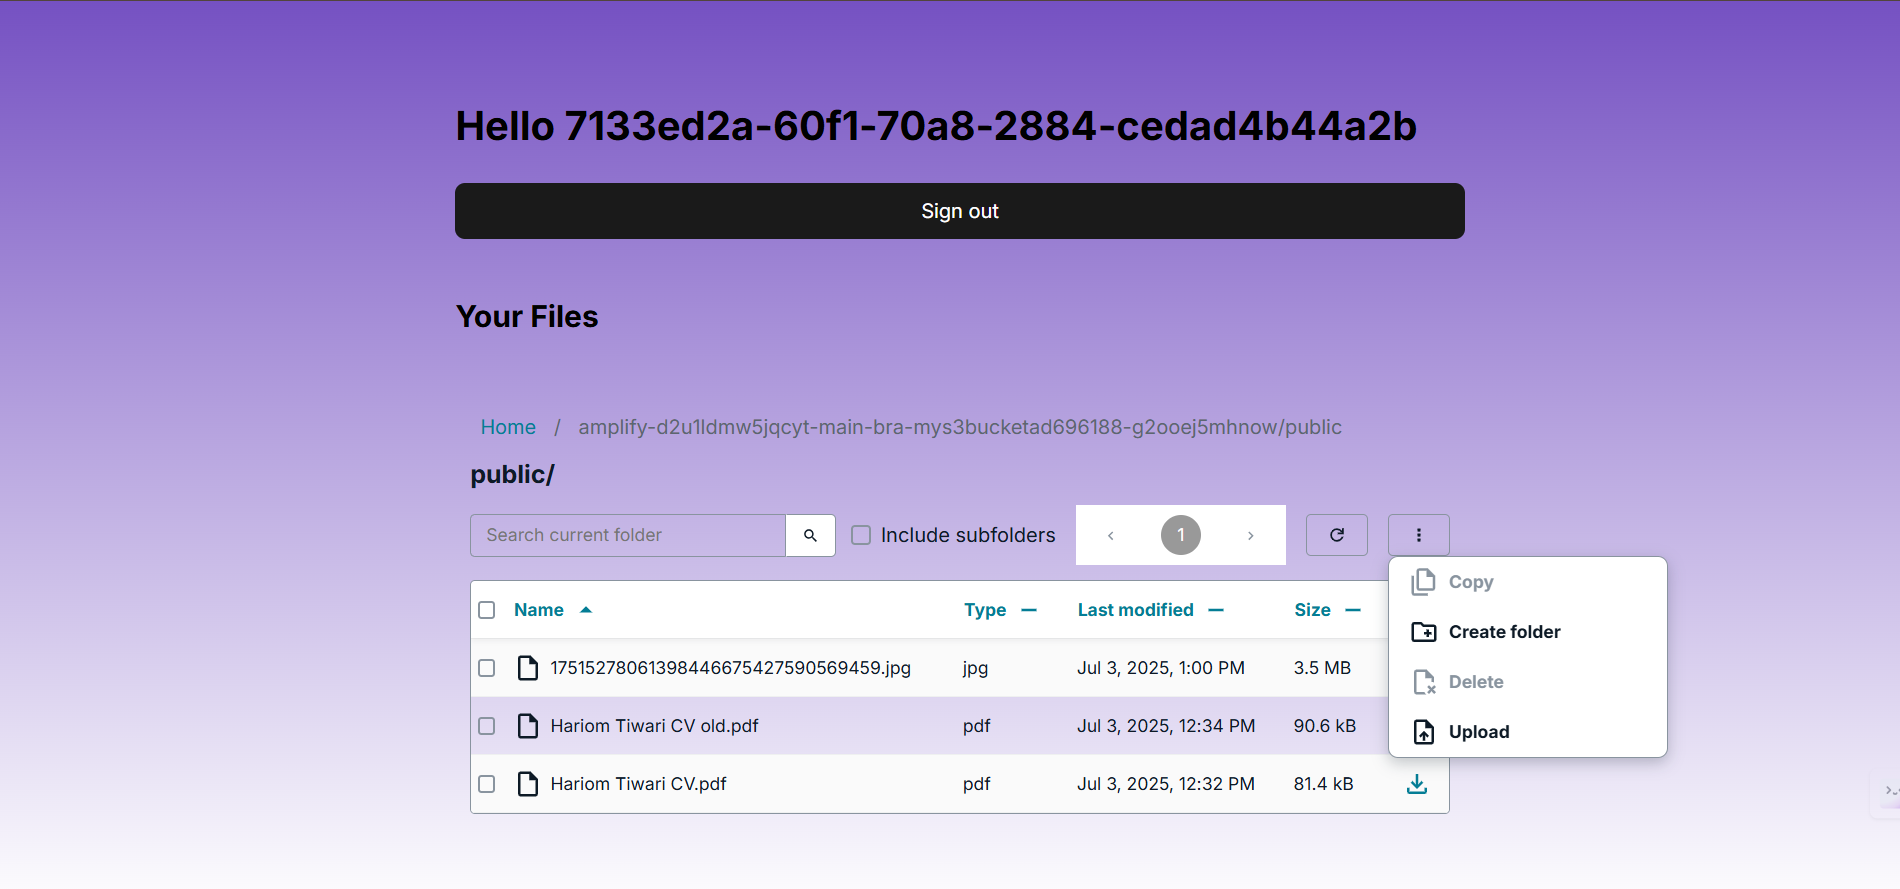 Hello 7133ed2a-60f1-70a8-2884-cedad4b44a2b
Sign out
Your Files
Home / amplify-d2u1ldmw5jqcyt-main-bra-mys3bucketad696188-g2ooej5mhnow/public
public/
Search current folder Include subfolders 1
Name Type Last modified Size
17515278061398446675427590569459.jpg jpg Jul 3, 2025, 1:00 PM 3.5 MB
Hariom Tiwari CV old.pdf pdf Jul 3, 2025, 12:34 PM 90.6 kB
Hariom Tiwari CV.pdf pdf Jul 3, 2025, 12:32 PM 81.4 kB
Copy
Create folder
Delete
Upload